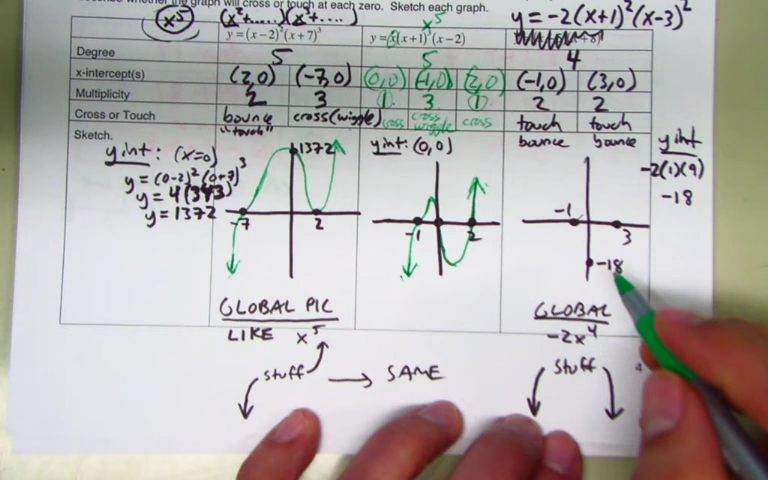 whether the graph will cross or touch at each zero. Sketch each graph.
x⁵ (x²+....)(x³+....) x⁵ y=-2(x+1)²(x-3)²
y = (x-2)²(x+7)³ y = x(x+1)³(x-2)
Degree 5 5 4
x-intercept(s) (2,0) (-7,0) (0,0) (-1,0) (2,0) (-1,0) (3,0)
Multiplicity 2 3 1 3 1 2 2
Cross or Touch bounce "touch" cross(wiggle) cross cross wiggle cross touch bounce touch bounce
Sketch.
y int: (x=0)
y=(0-2)²(0+7)³
y=4(343)
y=1372
1372
-7 2
y int: (0,0)
-1 2
y int
-2(1)(9)
-18
-1 3
-18
GLOBAL PIC
LIKE x⁵
stuff → SAME
GLOBAL
-2x⁴
stuff
4